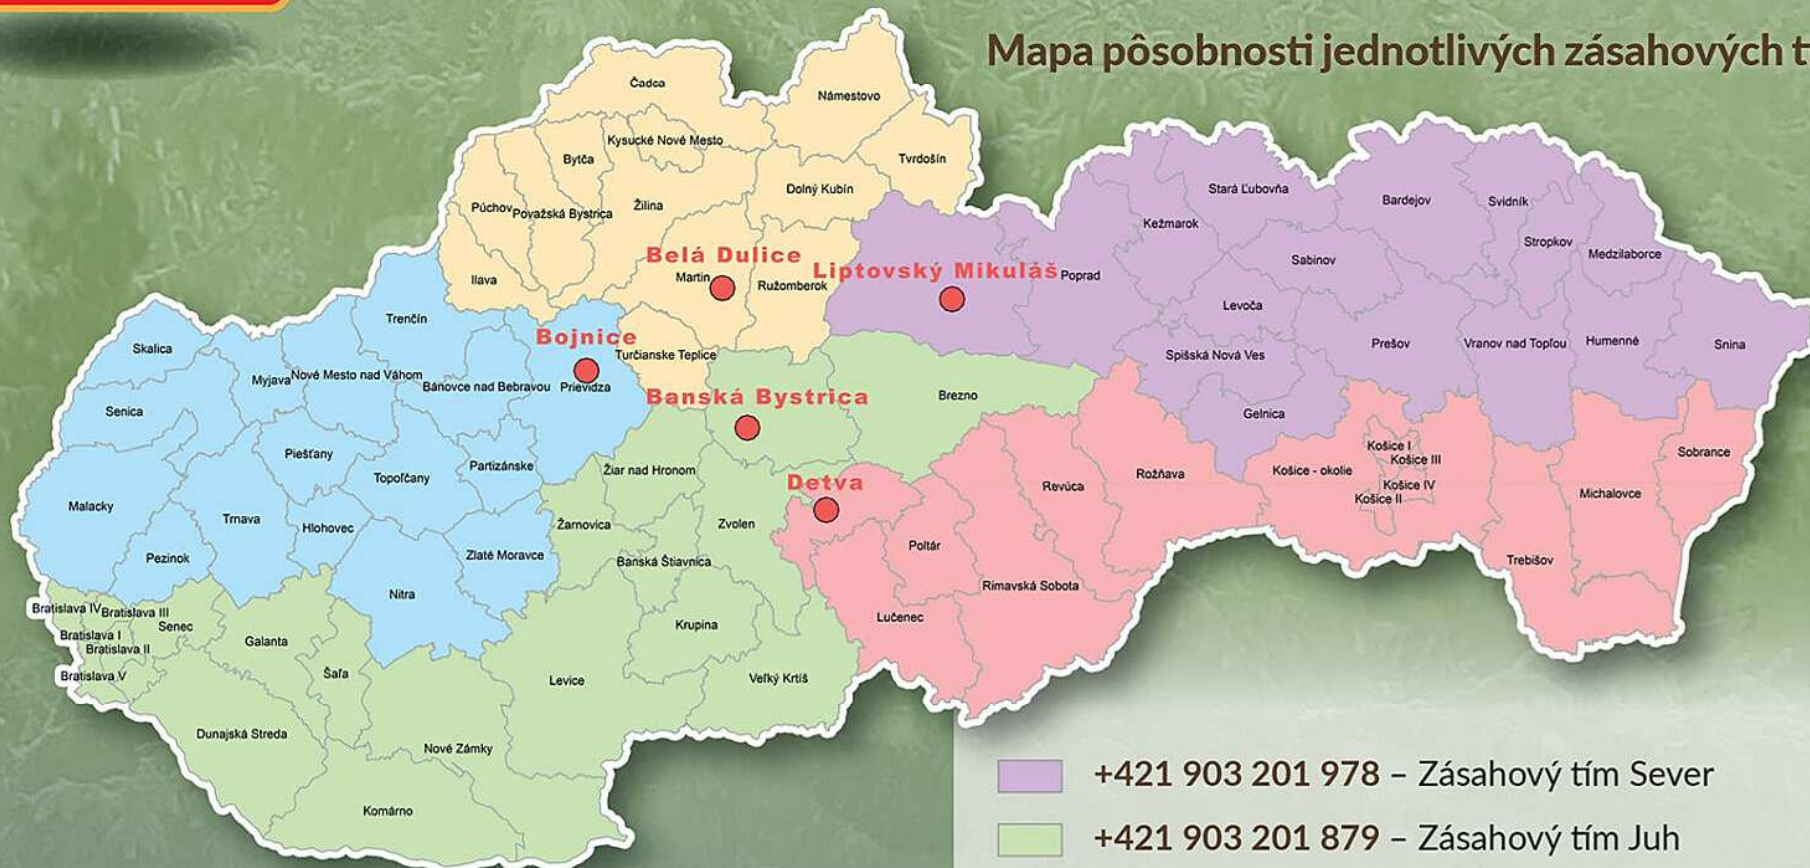 Mapa pôsobnosti jednotlivých zásahových
Čadca
Námestovo
Kysucké Nové Mesto
Bytča
Tvrdošín
Dolný Kubín
Púchov
Považská Bystrica
Žilina
Belá Dulice
Martin
Ružomberok
Ilava
Turčianske Teplice
Liptovský Mikuláš
Poprad
Kežmarok
Stará Ľubovňa
Bardejov
Svidník
Stropkov
Medzilaborce
Sabinov
Levoča
Prešov
Vranov nad Topľou
Humenné
Snina
Spišská Nová Ves
Gelnica
Trenčín
Bojnice
Prievidza
Skalica
Myjava
Nové Mesto nad Váhom
Bánovce nad Bebravou
Senica
Piešťany
Topoľčany
Partizánske
Malacky
Trnava
Hlohovec
Pezinok
Zlaté Moravce
Nitra
Banská Bystrica
Brezno
Žiar nad Hronom
Žarnovica
Zvolen
Banská Štiavnica
Krupina
Veľký Krtíš
Levice
Bratislava IV
Bratislava III
Senec
Bratislava I
Bratislava II
Bratislava V
Galanta
Šaľa
Dunajská Streda
Nové Zámky
Komárno
Detva
Poltár
Lučenec
Rimavská Sobota
Revúca
Rožňava
Košice - okolie
Košice I
Košice III
Košice IV
Košice II
Michalovce
Sobrance
Trebišov
+421 903 201 978 – Zásahový tím Sever
+421 903 201 879 – Zásahový tím Juh